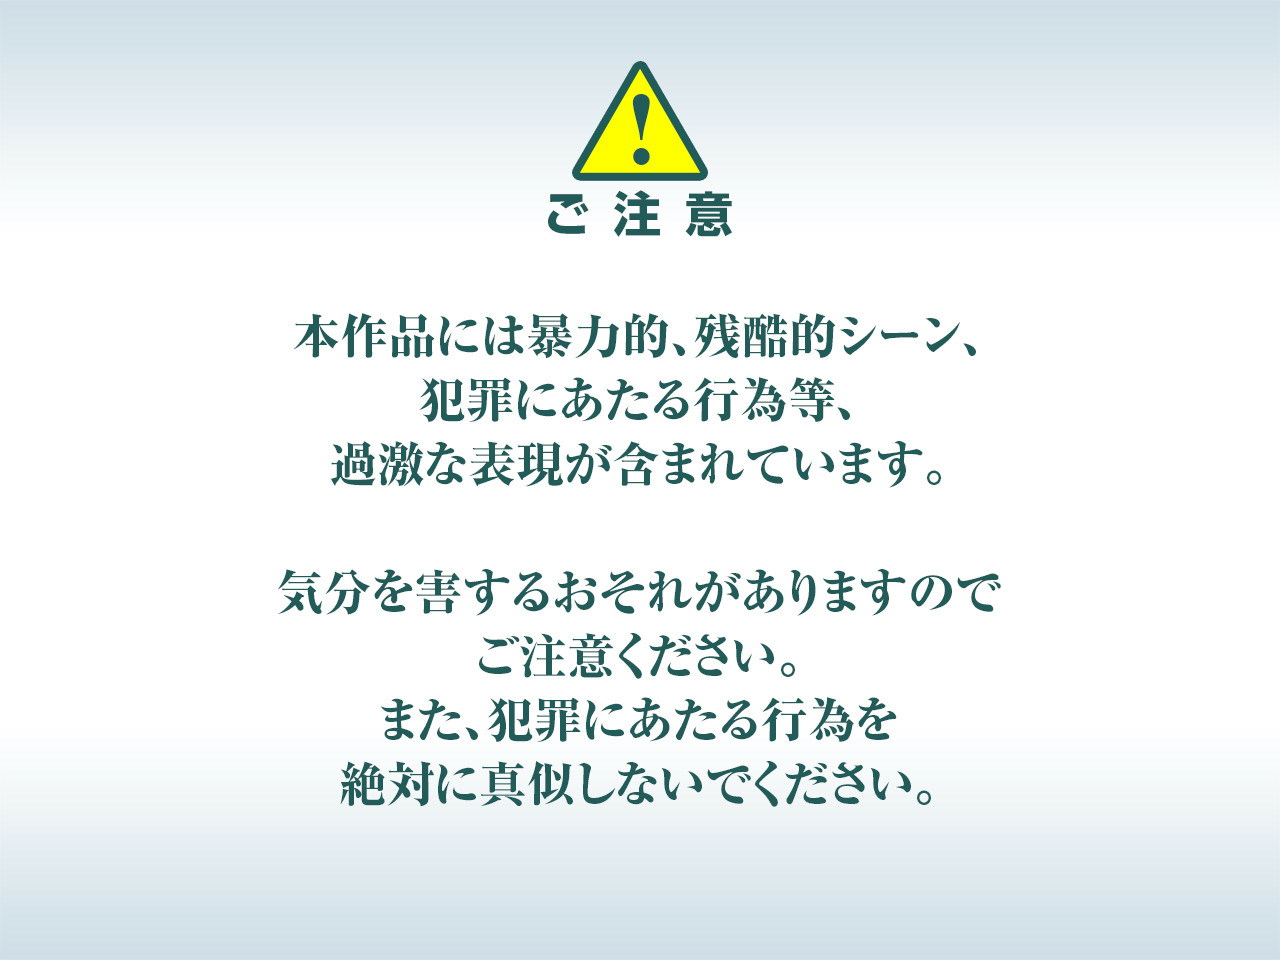 ご注意
本作品には暴力的、残酷的シーン、
犯罪にあたる行為等、
過激な表現が含まれています。
気分を害するおそれがありますので
ご注意ください。
また、犯罪にあたる行為を
絶対に真似しないでください。